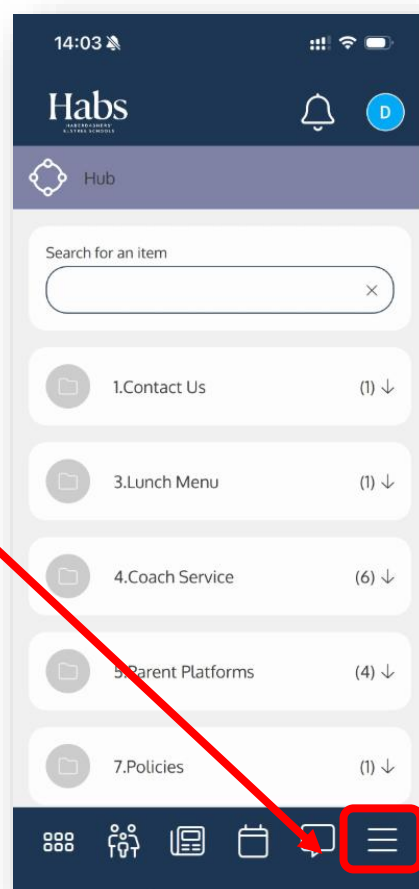 14:03
Habs
HABERDASHERS'
ELSTREE SCHOOLS
D
Hub
Search for an item
1.Contact Us
(1)
3.Lunch Menu
(1)
4.Coach Service
(6)
5.Parent Platforms
(4)
7.Policies
(1)